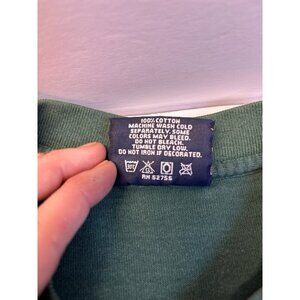 100% COTTON
MACHINE WASH COLD
SEPARATELY. SOME
COLORS MAY BLEED.
DO NOT BLEACH.
TUMBLE DRY LOW.
DO NOT IRON IF DECORATED.
RN 52755